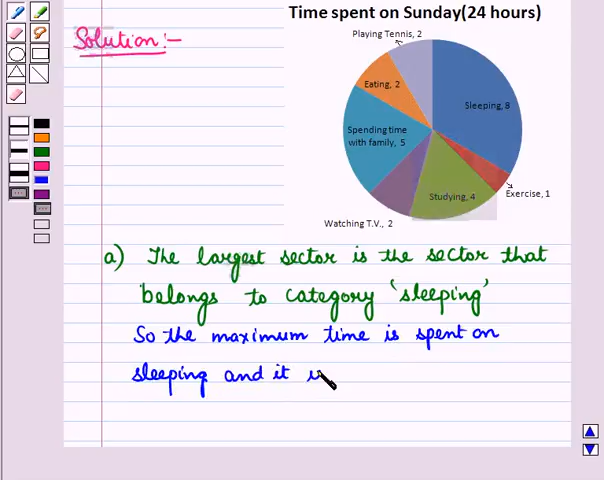 Time spent on Sunday(24 hours)
Solution:-
Playing Tennis, 2
Eating, 2
Sleeping, 8
Spending time
with family, 5
Studying, 4
Exercise, 1
Watching T.V., 2
a) The largest sector is the sector that
belongs to category 'sleeping'
So the maximum time is spent on
sleeping and it